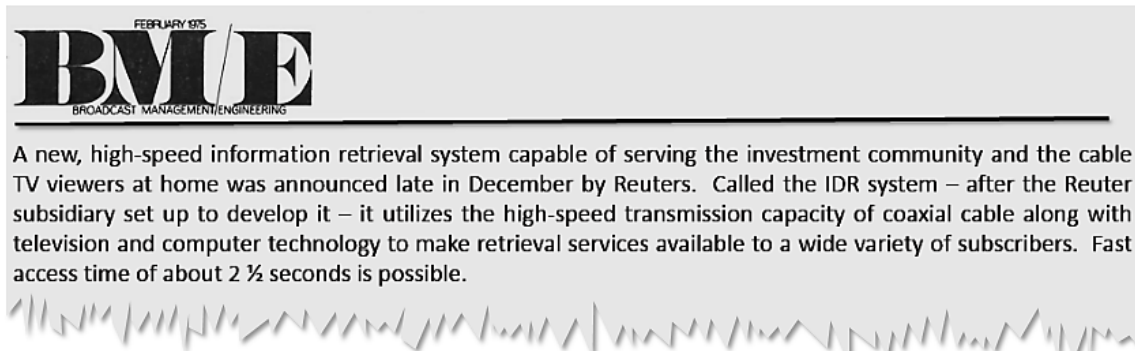 FEBRUARY 1975
BM/E
BROADCAST MANAGEMENT/ENGINEERING
A new, high-speed information retrieval system capable of serving the investment community and the cable
TV viewers at home was announced late in December by Reuters.  Called the IDR system – after the Reuter
subsidiary set up to develop it – it utilizes the high-speed transmission capacity of coaxial cable along with
television and computer technology to make retrieval services available to a wide variety of subscribers.  Fast
access time of about 2 ½ seconds is possible.